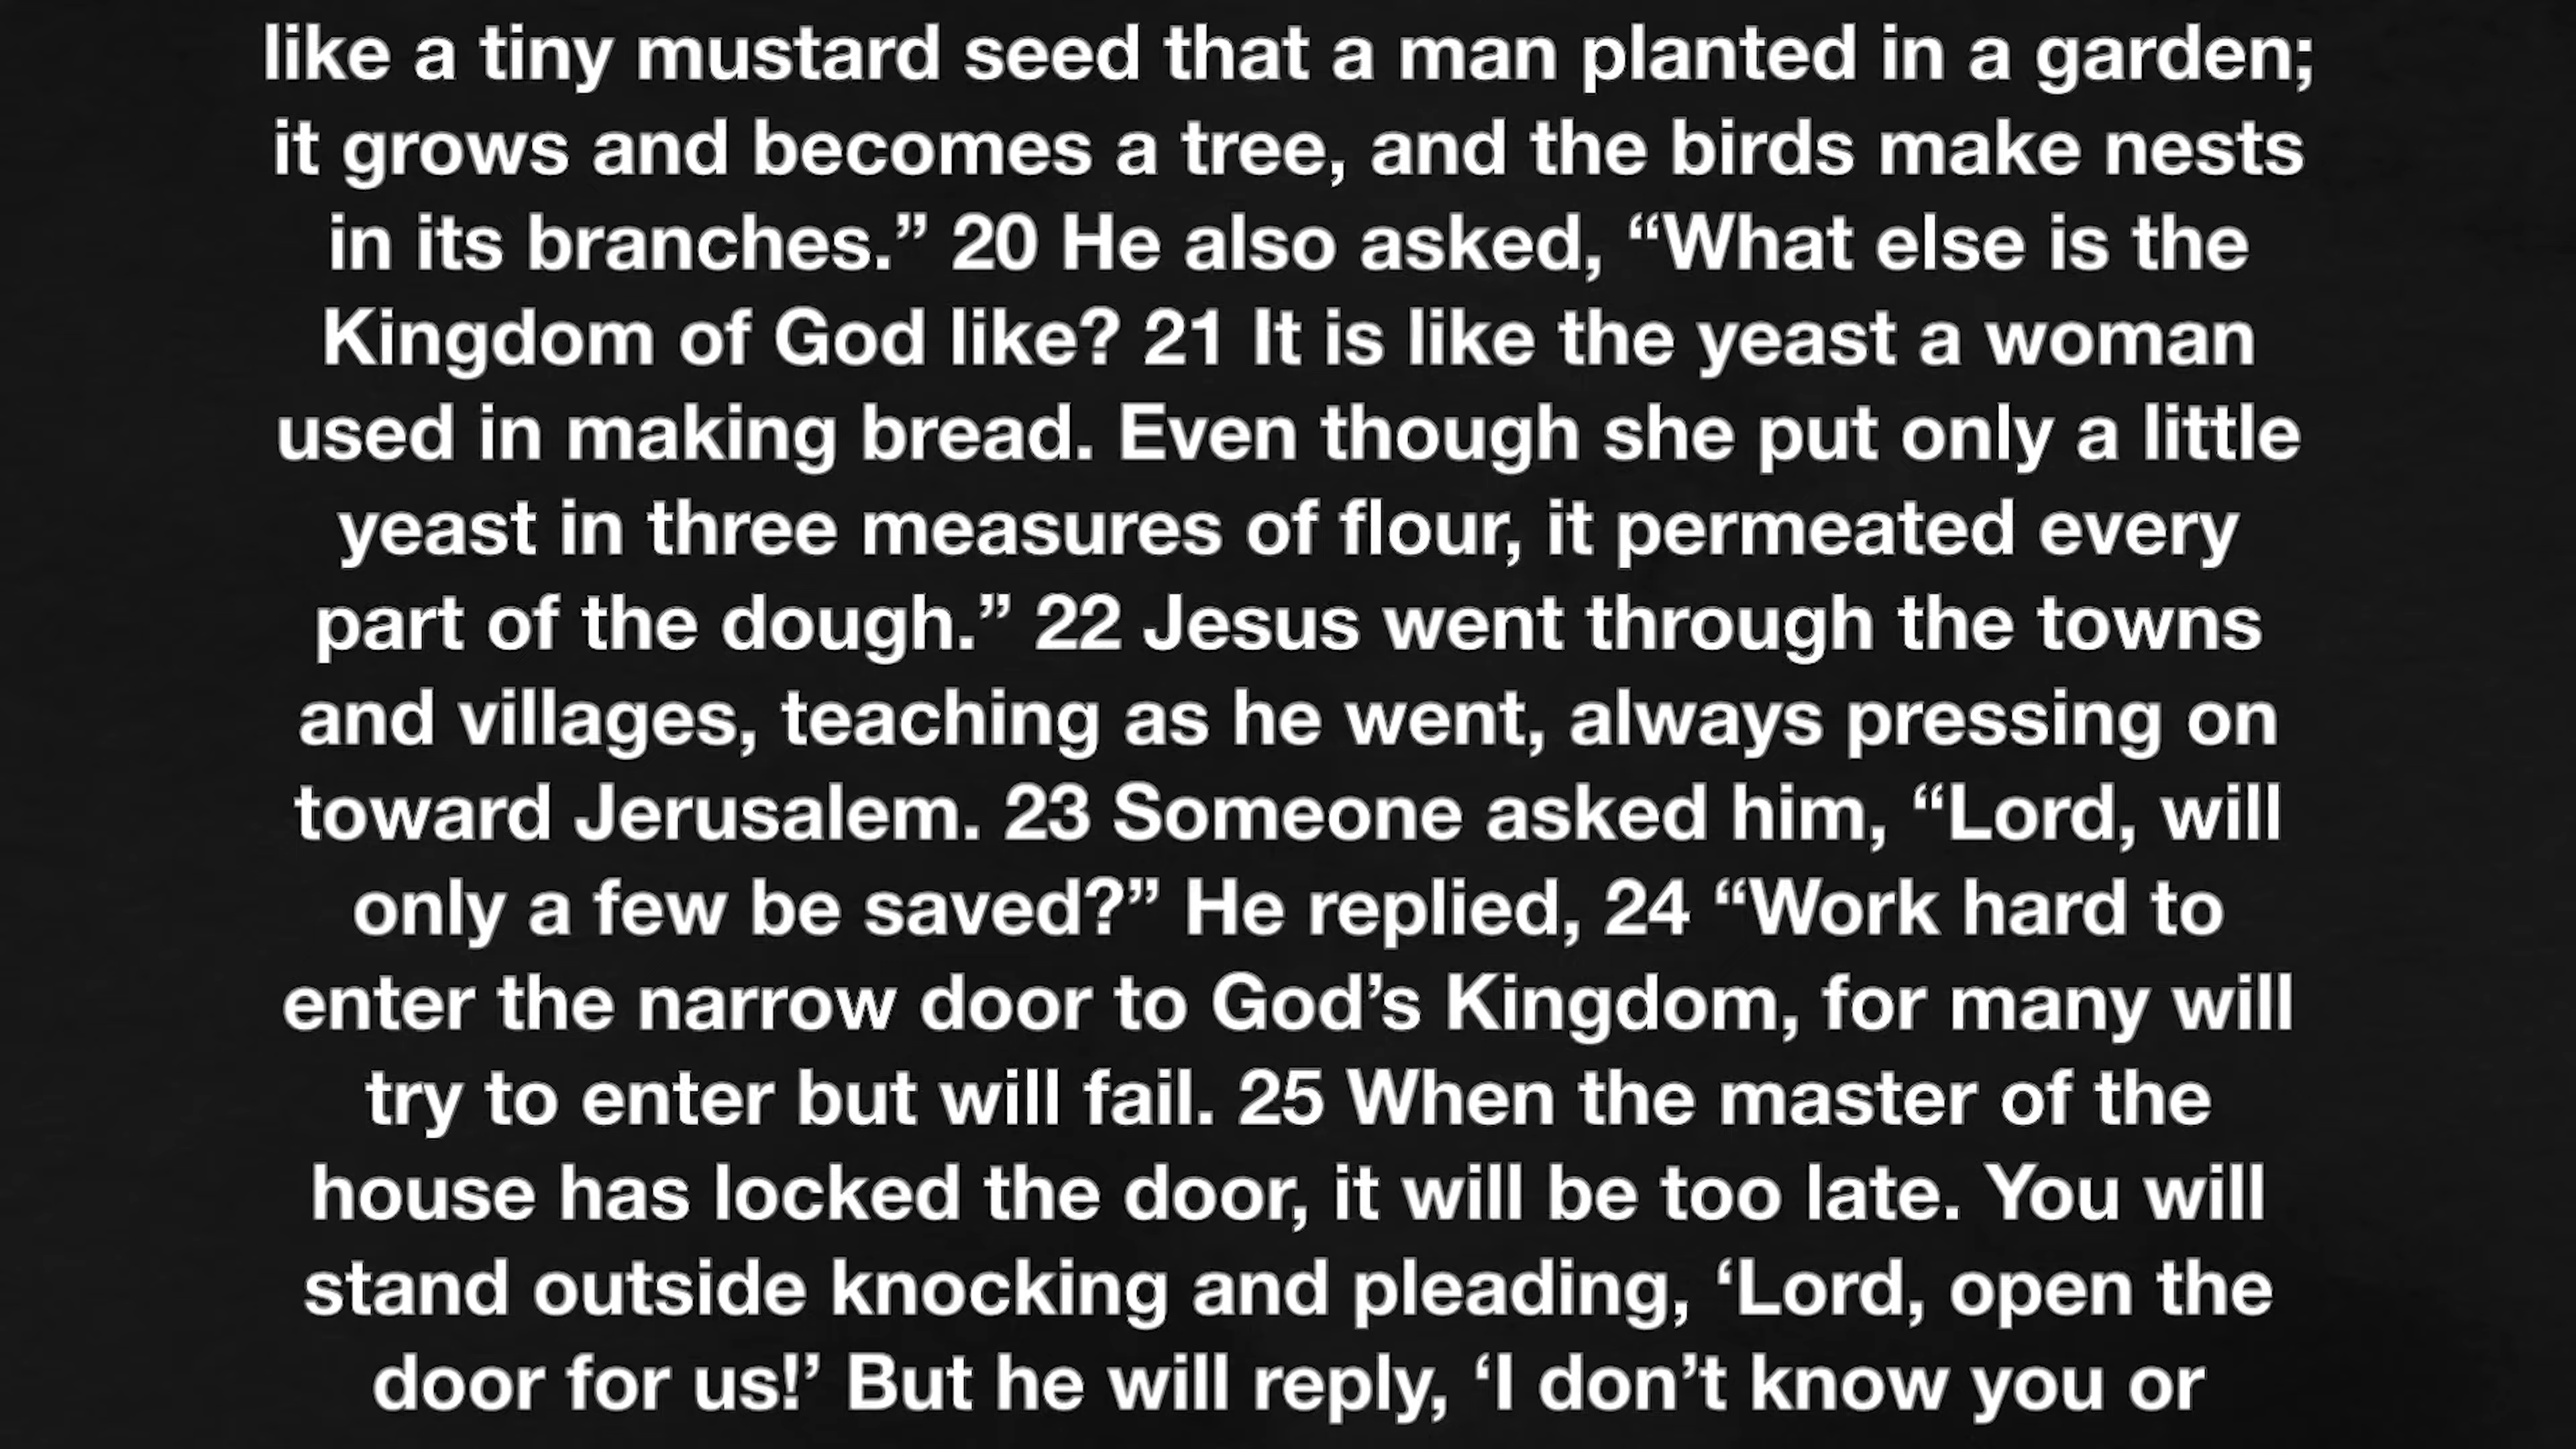 like a tiny mustard seed that a man planted in a garden;
it grows and becomes a tree, and the birds make nests
in its branches.” 20 He also asked, “What else is the
Kingdom of God like? 21 It is like the yeast a woman
used in making bread. Even though she put only a little
yeast in three measures of flour, it permeated every
part of the dough.” 22 Jesus went through the towns
and villages, teaching as he went, always pressing on
toward Jerusalem. 23 Someone asked him, “Lord, will
only a few be saved?” He replied, 24 “Work hard to
enter the narrow door to God’s Kingdom, for many will
try to enter but will fail. 25 When the master of the
house has locked the door, it will be too late. You will
stand outside knocking and pleading, ‘Lord, open the
door for us!’ But he will reply, ‘I don’t know you or